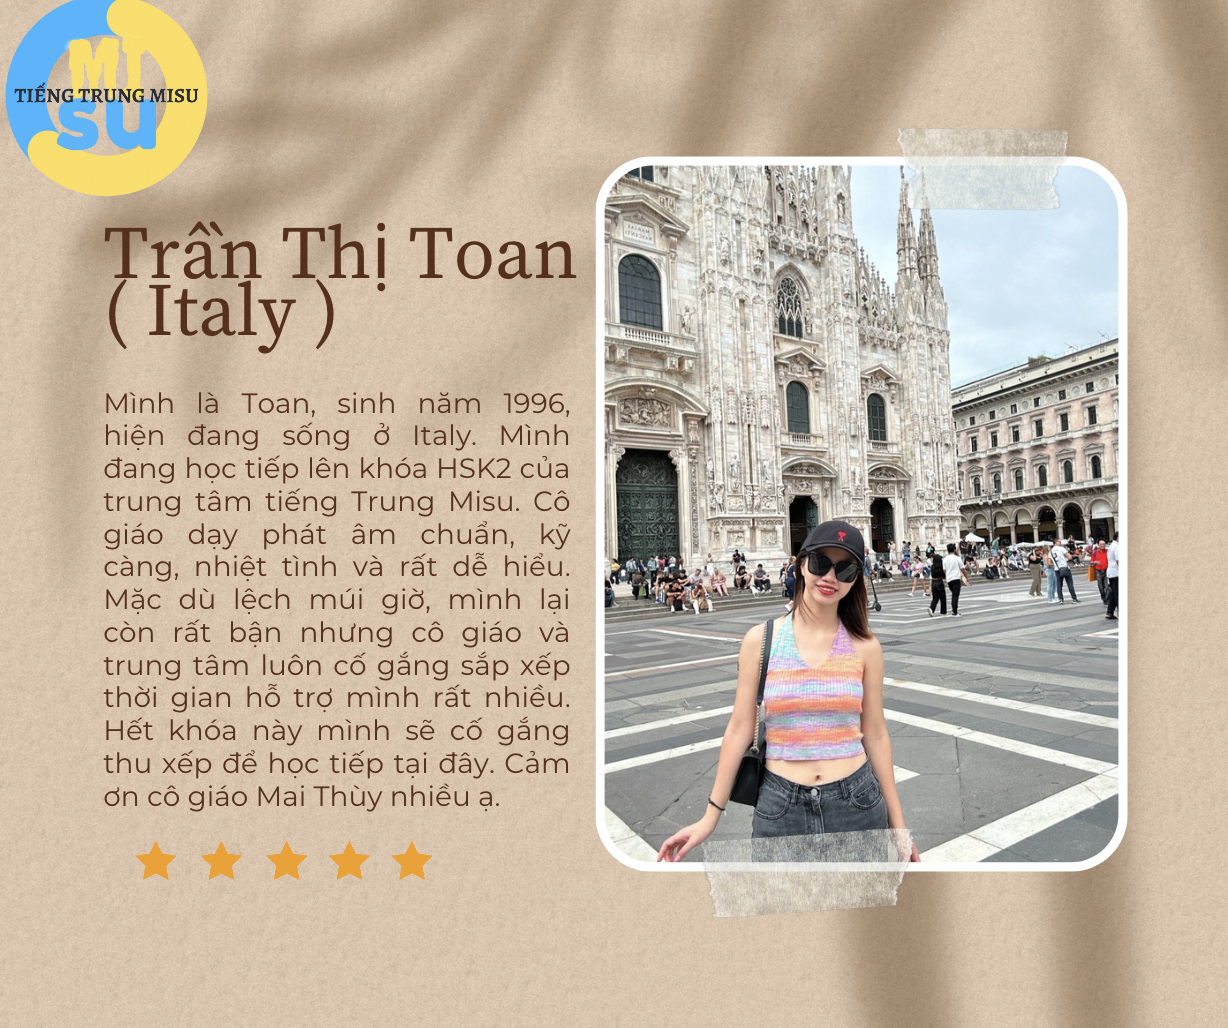 MI
TIẾNG TRUNG MISU
su
Trần Thị Toan
( Italy )
Mình là Toan, sinh năm 1996,
hiện đang sống ở Italy. Mình
đang học tiếp lên khóa HSK2 của
trung tâm tiếng Trung Misu. Cô
giáo dạy phát âm chuẩn, kỹ
càng, nhiệt tình và rất dễ hiểu.
Mặc dù lệch múi giờ, mình lại
còn rất bận nhưng cô giáo và
trung tâm luôn cố gắng sắp xếp
thời gian hỗ trợ mình rất nhiều.
Hết khóa này mình sẽ cố gắng
thu xếp để học tiếp tại đây. Cảm
ơn cô giáo Mai Thùy nhiều ạ.